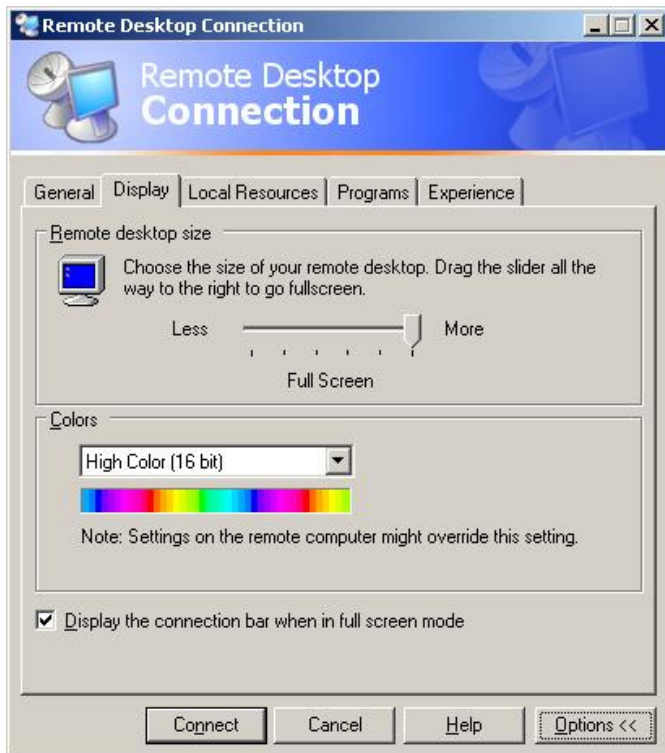 Remote Desktop Connection
Remote Desktop
Connection
General Display Local Resources Programs Experience
Remote desktop size
Choose the size of your remote desktop. Drag the slider all the
way to the right to go fullscreen.
Less More
Full Screen
Colors
High Color (16 bit)
Note: Settings on the remote computer might override this setting.
Display the connection bar when in full screen mode
Connect Cancel Help Options <<